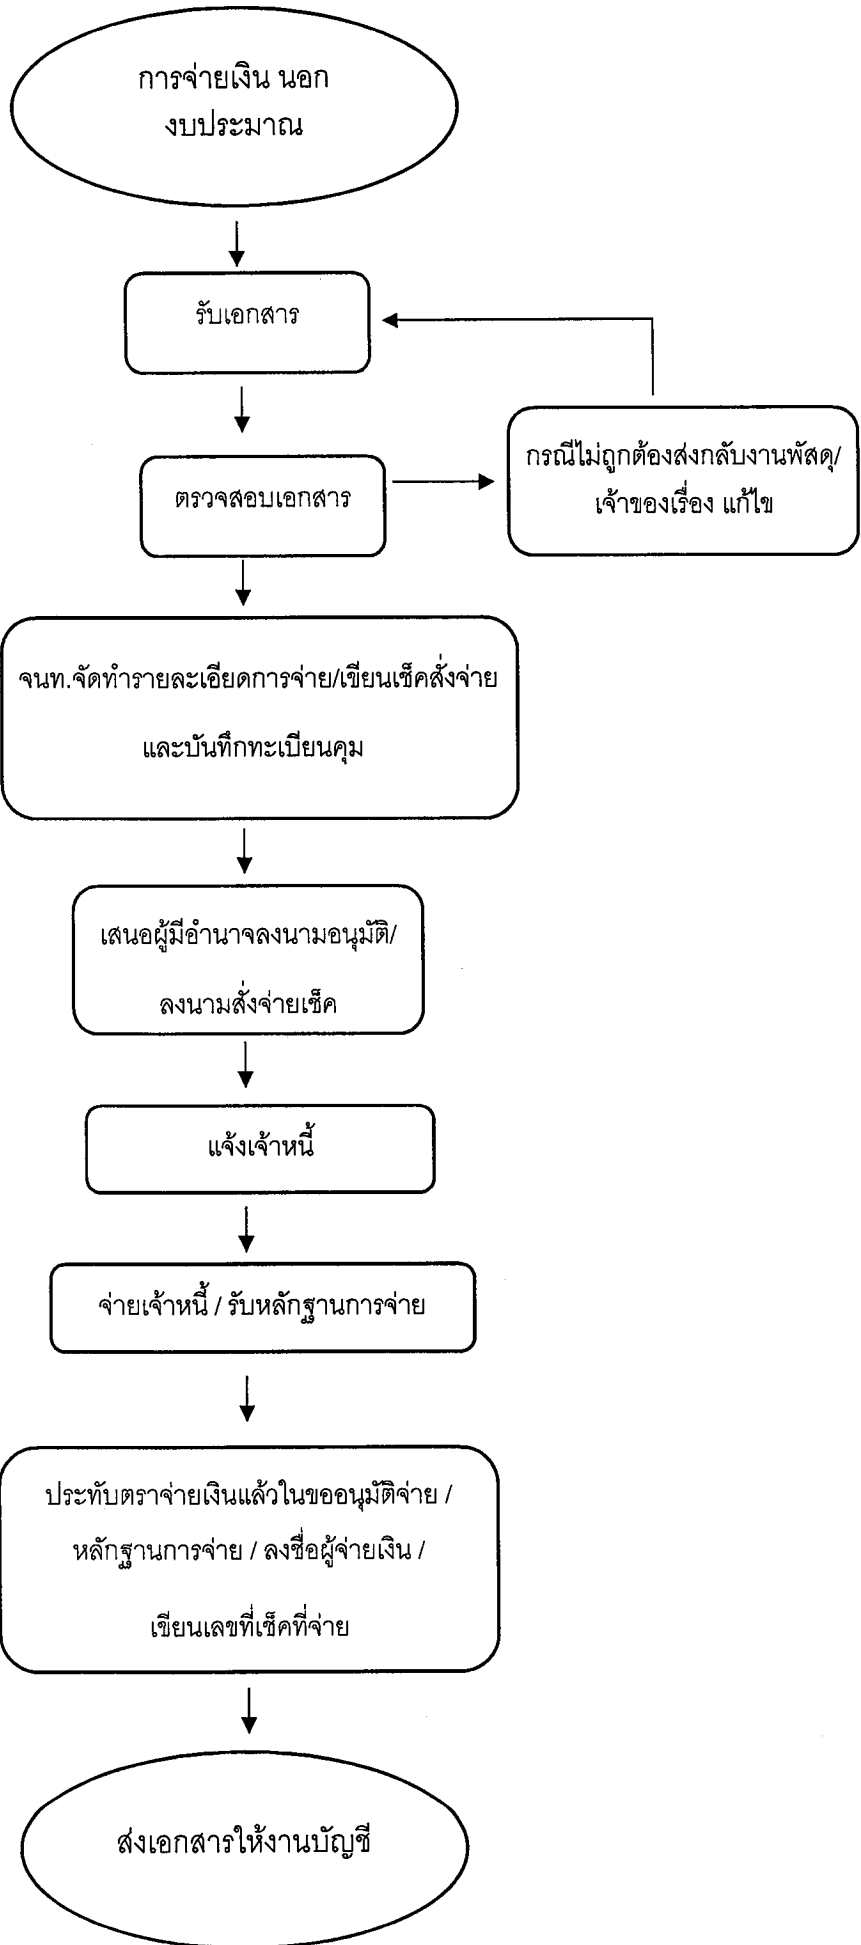 การจ่ายเงิน นอก
งบประมาณ
รับเอกสาร
กรณีไม่ถูกต้องส่งกลับงานพัสดุ/
เจ้าของเรื่อง แก้ไข
ตรวจสอบเอกสาร
จนท.จัดทำรายละเอียดการจ่าย/เขียนเช็คสั่งจ่าย
และบันทึกทะเบียนคุม
เสนอผู้มีอำนาจลงนามอนุมัติ/
ลงนามสั่งจ่ายเช็ค
แจ้งเจ้าหนี้
จ่ายเจ้าหนี้ / รับหลักฐานการจ่าย
ประทับตราจ่ายเงินแล้วในขออนุมัติจ่าย /
หลักฐานการจ่าย / ลงชื่อผู้จ่ายเงิน /
เขียนเลขที่เช็คที่จ่าย
ส่งเอกสารให้งานบัญชี